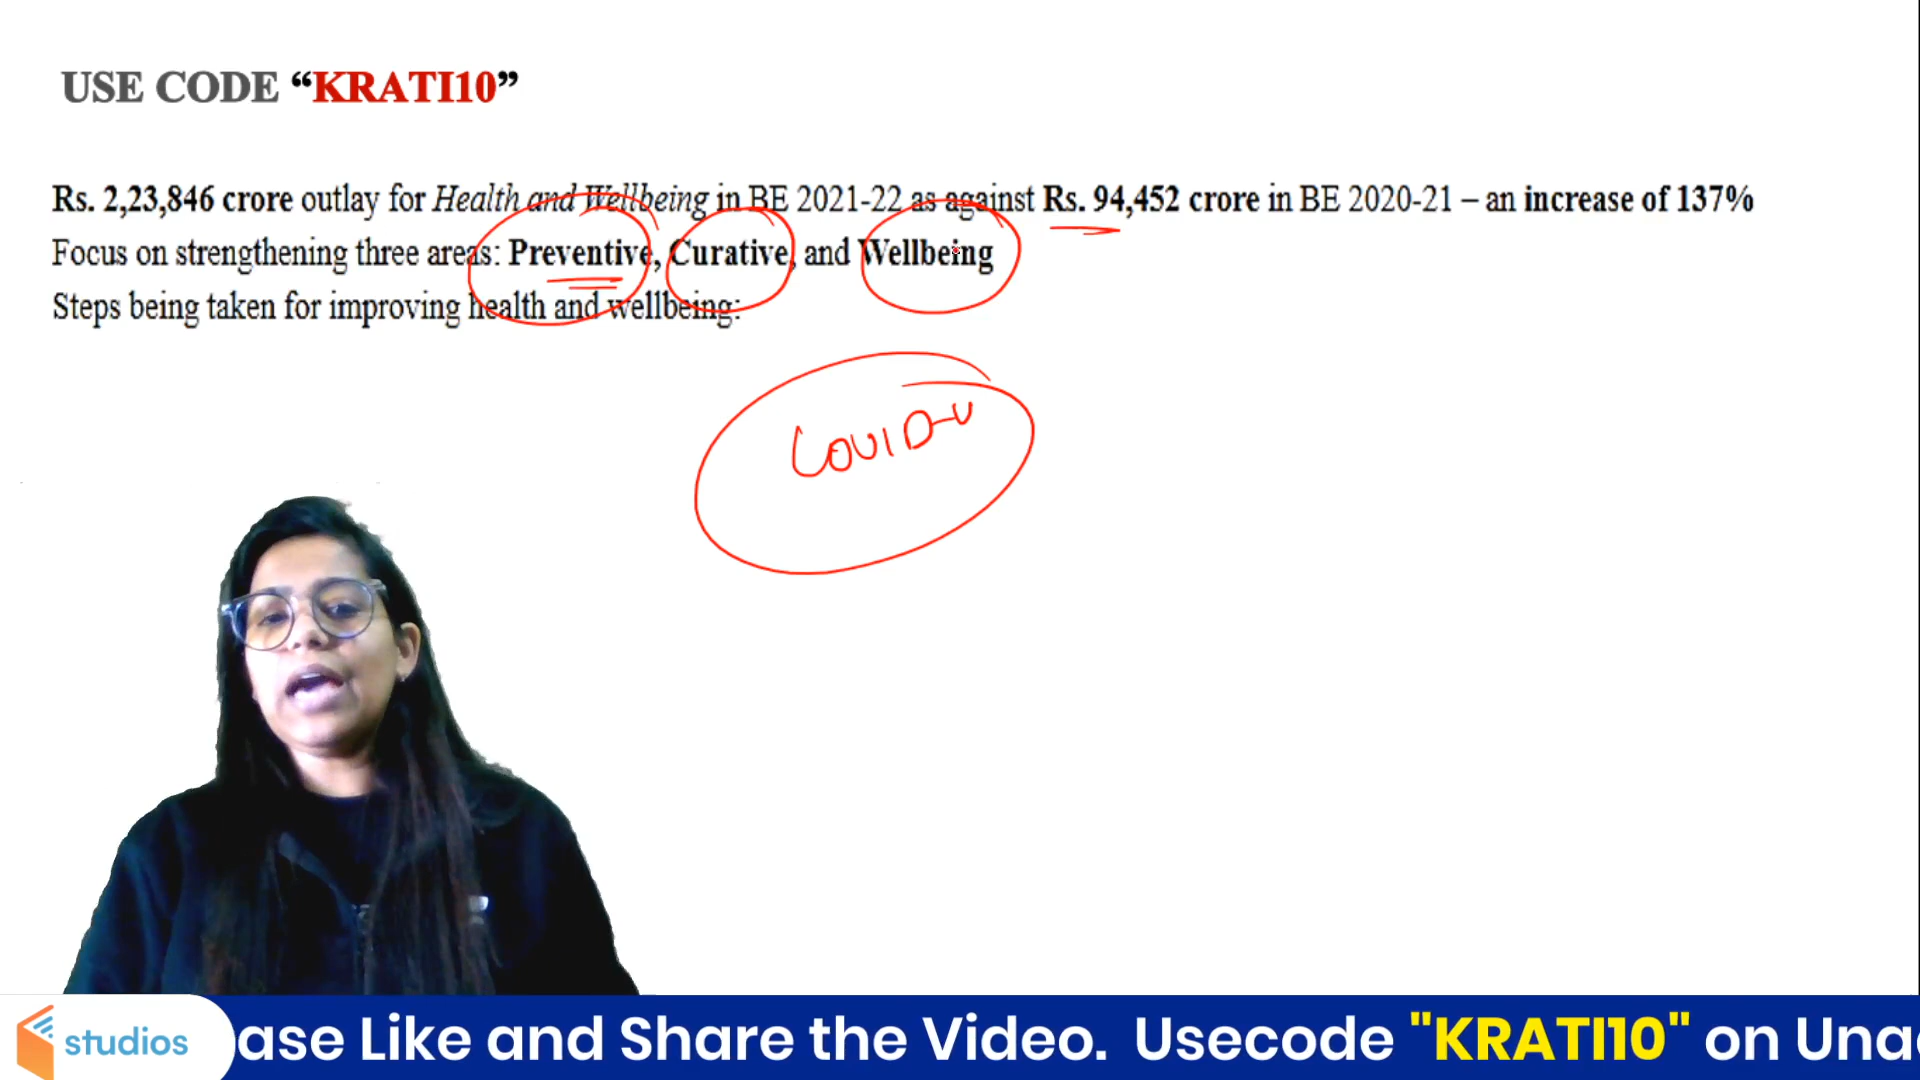 USE CODE “KRATI10”
Rs. 2,23,846 crore outlay for Health and Wellbeing in BE 2021-22 as against Rs. 94,452 crore in BE 2020-21 – an increase of 137%
Focus on strengthening three areas: Preventive, Curative, and Wellbeing
Steps being taken for improving health and wellbeing:
COVID-V
studios
ase Like and Share the Video. Usecode "KRATI10" on Una